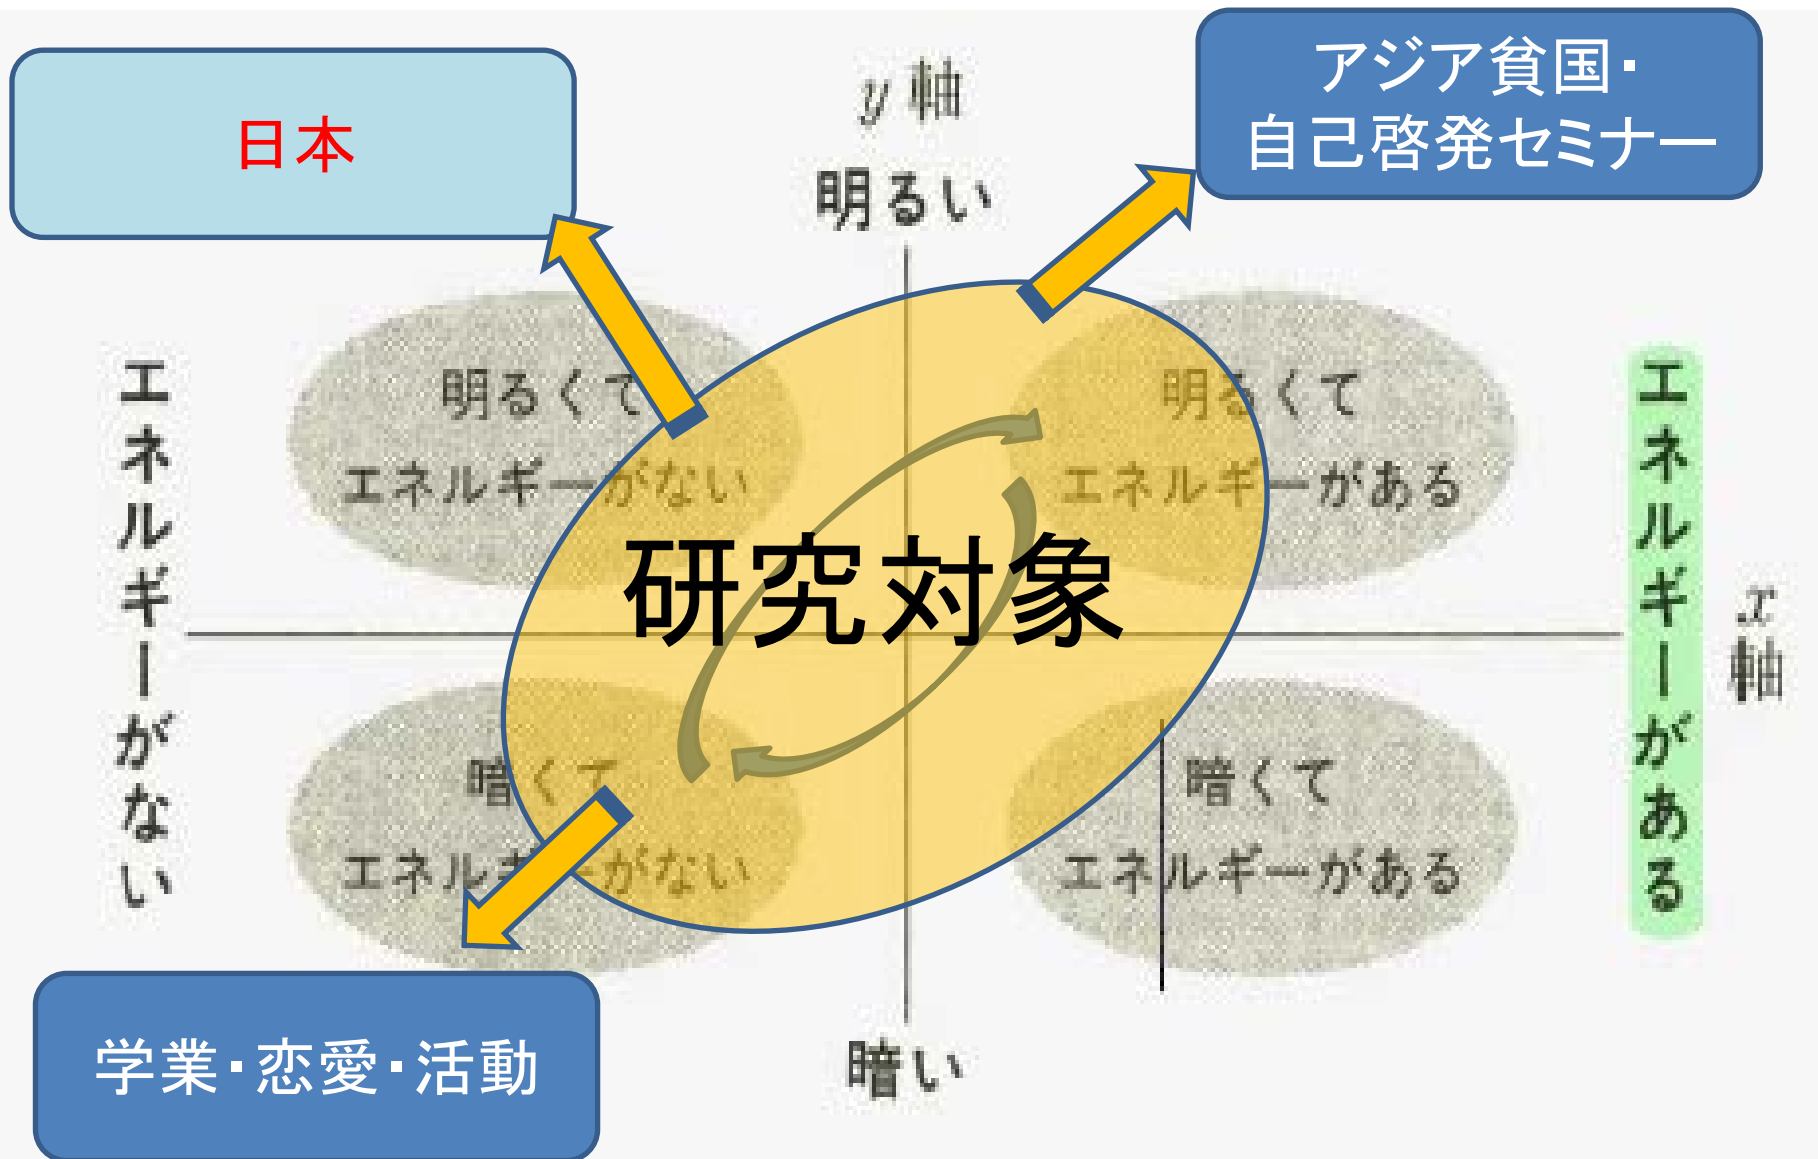 日本
アジア貧国・
自己啓発セミナー
y 軸
明るい
エネルギーがない
明るくて
エネルギーがない
明るくて
エネルギーがある
エネルギーがある
x軸
研究対象
暗くて
エネルギーがない
暗くて
エネルギーがある
暗い
学業・恋愛・活動